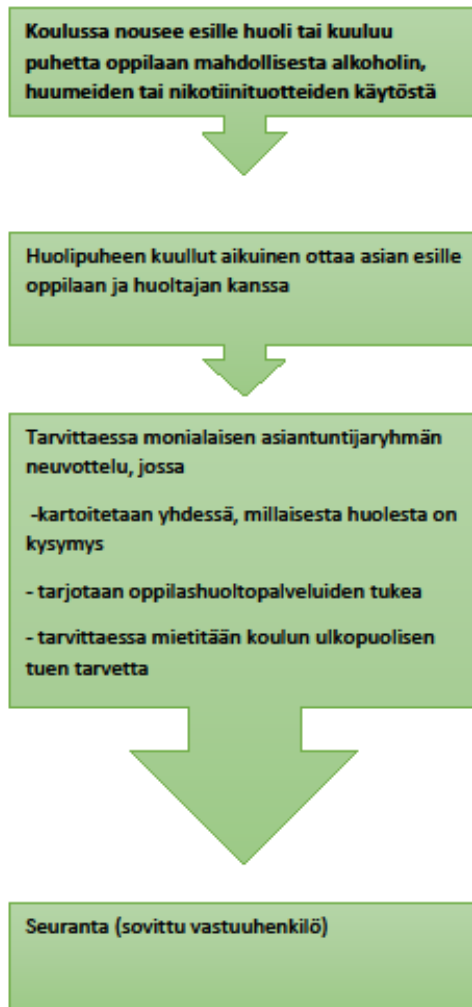 Koulussa nousee esille huoli tai kuuluu
puhetta oppilaan mahdollisesta alkoholin,
huumeiden tai nikotiinituotteiden käytöstä
Huolipuheen kuullut aikuinen ottaa asian esille
oppilaan ja huoltajan kanssa
Tarvittaessa monialaisen asiantuntijaryhmän
neuvottelu, jossa
-kartoitetaan yhdessä, millaisesta huolesta on
kysymys
- tarjotaan oppilashuoltopalveluiden tukea
- tarvittaessa mietitään koulun ulkopuolisen
tuen tarvetta
Seuranta (sovittu vastuuhenkilö)